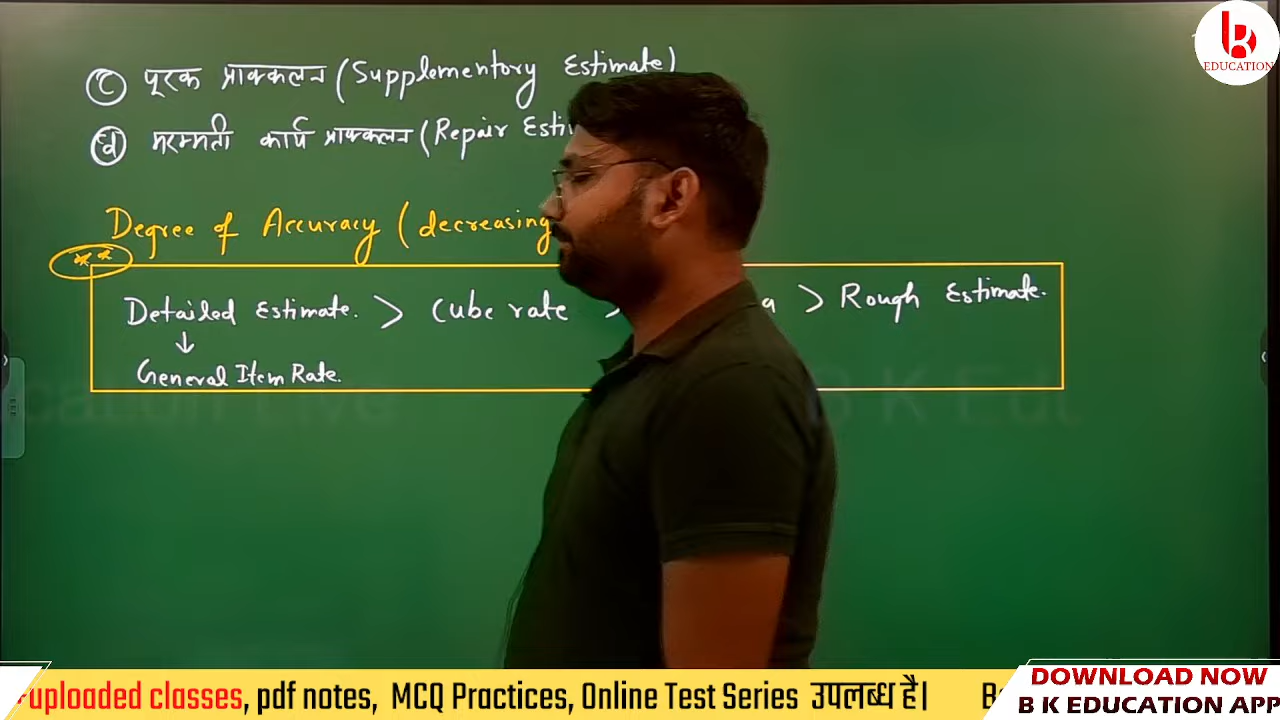 (c) पूरक प्राक्कलन (Supplementory Estimate)
(d) मरम्मती कार्य प्राक्कलन (Repair
Degree of Accuracy (decreasing
**
Detailed Estimate. > Cube rate > > Rough Estimate.
↓
General Item Rate.
B K Edu
EDUCATION
uploaded classes, pdf notes, MCQ Practices, Online Test Series उपलब्ध है।
DOWNLOAD NOW
B K EDUCATION APP